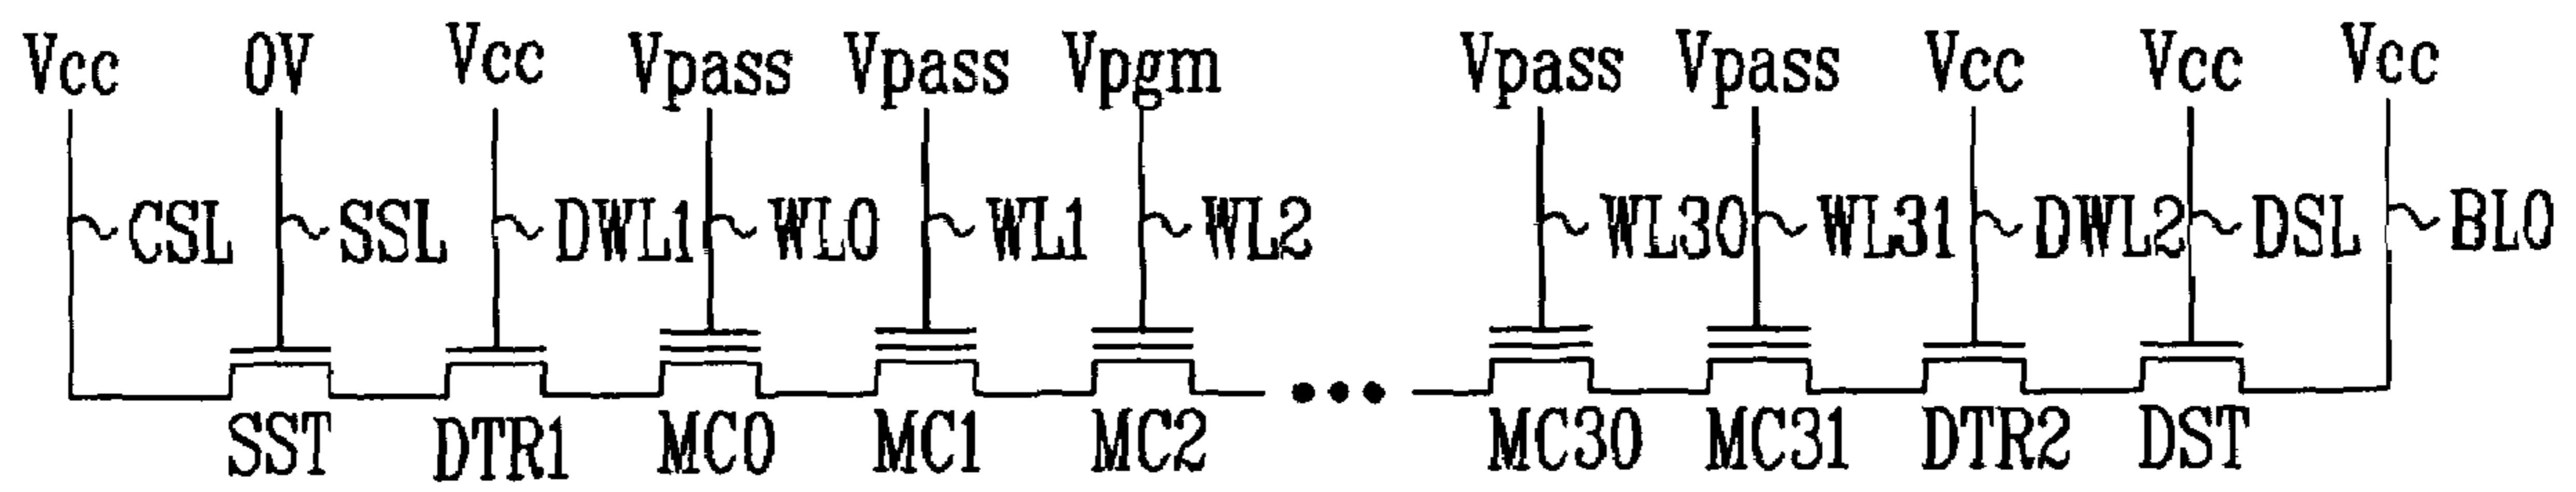 Vcc 0V Vcc Vpass Vpass Vpgm Vpass Vpass Vcc Vcc Vcc
CSL SSL DWL1 WL0 WL1 WL2 WL30 WL31 DWL2 DSL BL0
SST DTR1 MC0 MC1 MC2 MC30 MC31 DTR2 DST